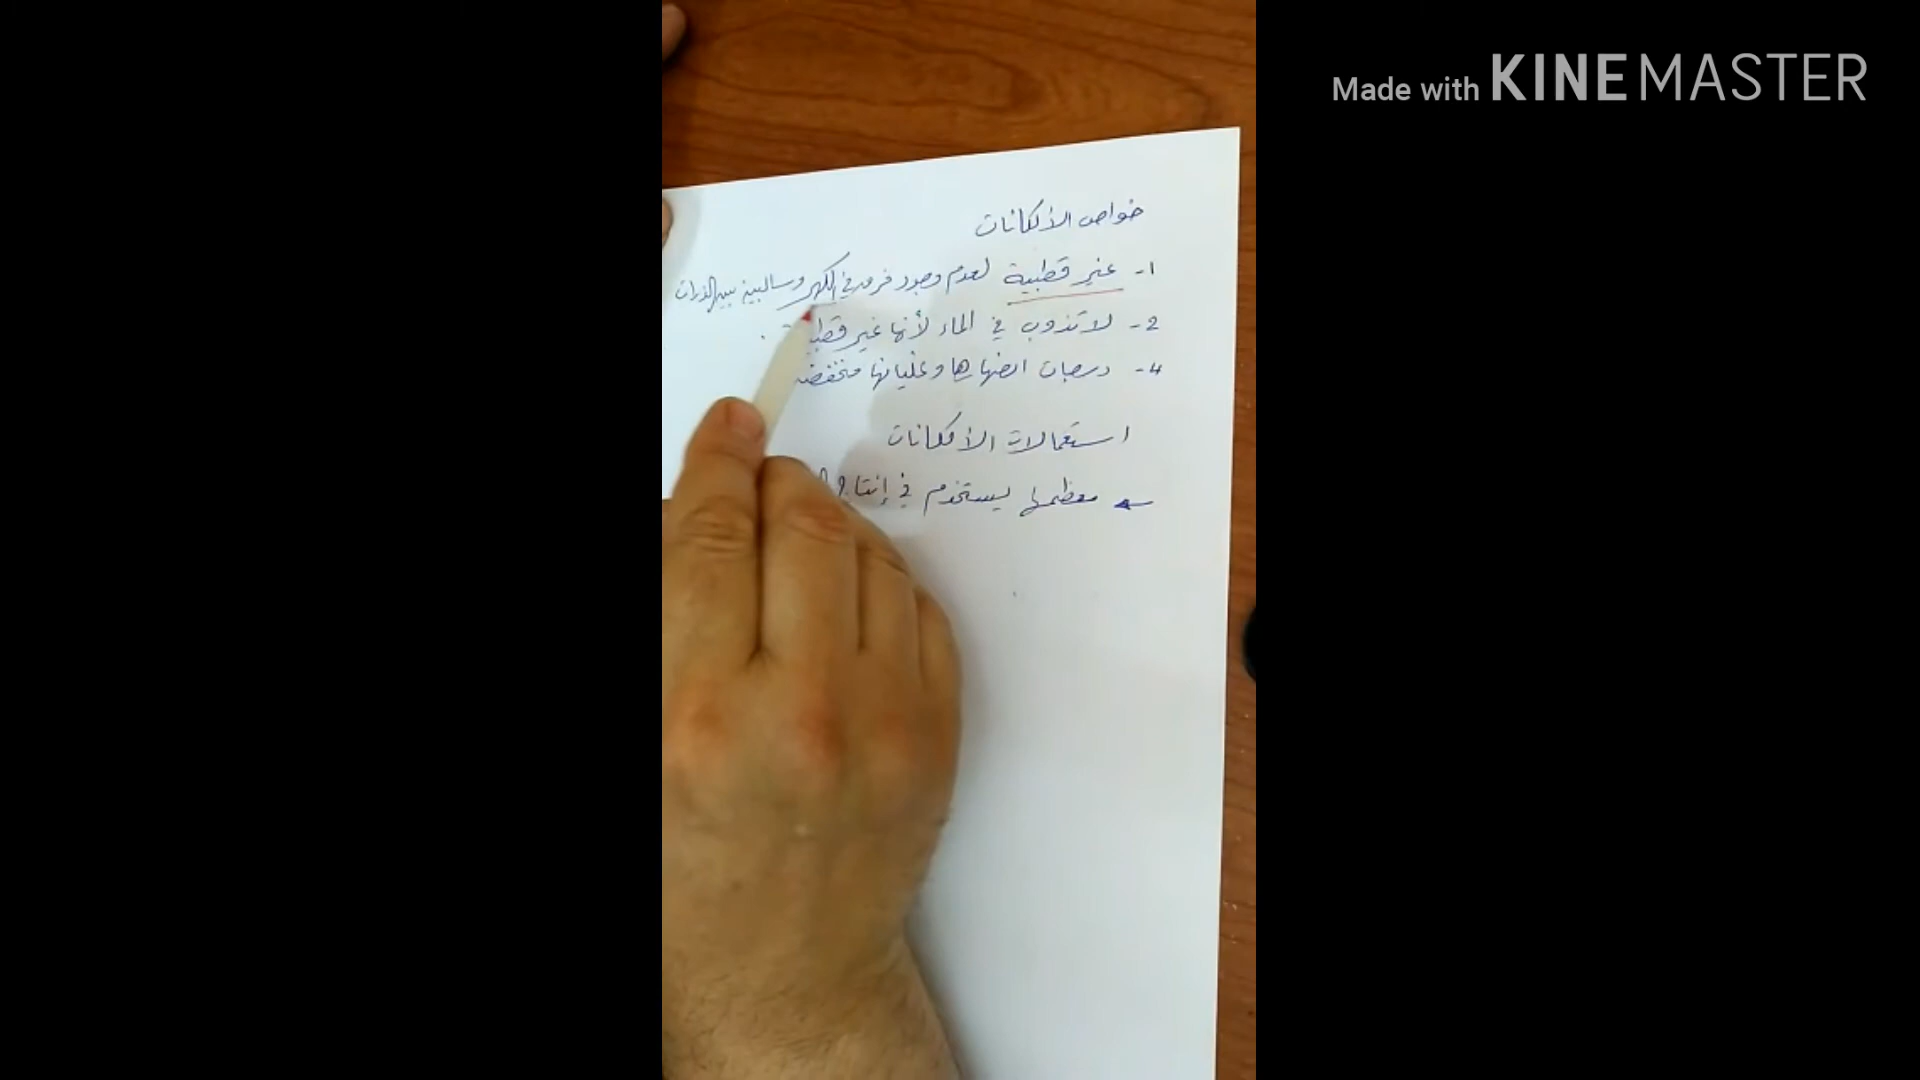 Made with KINEMASTER
خواص الألكانات
1- غير قطبية لعدم وجود فرق في الكهروسالبية بين الذرات
2- لا تذوب في الماء لأنها غير
4- درجات انصهارها وغليانها منخفضة
استعمالات الألكانات
← معظمها يستخدم في إنتاج